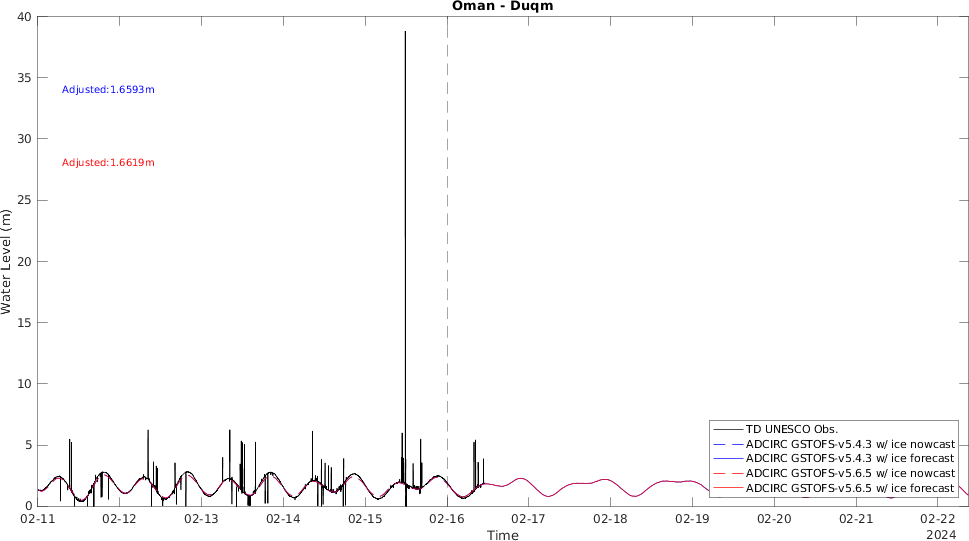 Oman - Duqm
40
35
30
25
20
15
10
5
0
Water Level (m)
Adjusted:1.6593m
Adjusted:1.6619m
TD UNESCO Obs.
ADCIRC GSTOFS-v5.4.3 w/ ice nowcast
ADCIRC GSTOFS-v5.4.3 w/ ice forecast
ADCIRC GSTOFS-v5.6.5 w/ ice nowcast
ADCIRC GSTOFS-v5.6.5 w/ ice forecast
02-11 02-12 02-13 02-14 02-15 02-16 02-17 02-18 02-19 02-20 02-21 02-22
2024
Time